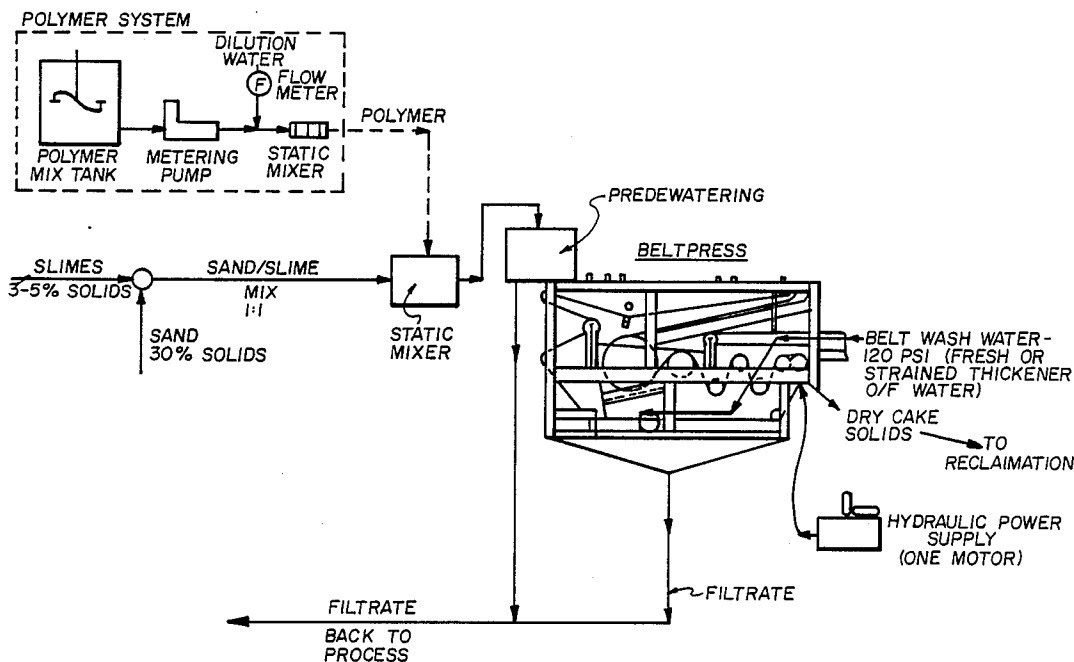 POLYMER SYSTEM
DILUTION
WATER
F
FLOW
METER
POLYMER
POLYMER
MIX TANK
METERING
PUMP
STATIC
MIXER
PREDEWATERING
BELTPRESS
SLIMES
3-5% SOLIDS
SAND/SLIME
MIX
1:1
SAND
30% SOLIDS
STATIC
MIXER
BELT WASH WATER-
120 PSI (FRESH OR
STRAINED THICKENER
O/F WATER)
DRY CAKE
SOLIDS
TO
RECLAIMATION
HYDRAULIC POWER
SUPPLY
(ONE MOTOR)
FILTRATE
FILTRATE
BACK TO
PROCESS